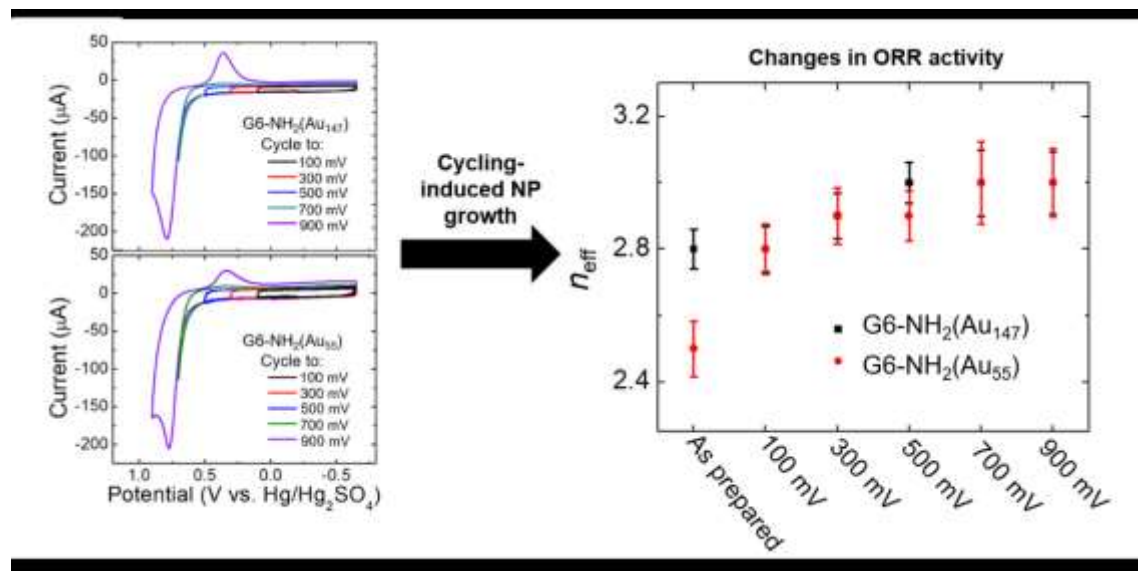 50
0
-50
-100
-150
-200
Current (μA)
G6-NH2(Au147)
Cycle to:
100 mV
300 mV
500 mV
700 mV
900 mV
50
0
-50
-100
-150
-200
Current (μA)
G6-NH2(Au55)
Cycle to:
100 mV
300 mV
500 mV
700 mV
900 mV
1.0 0.5 0.0 -0.5
Potential (V vs. Hg/Hg2SO4)
Cycling-
induced NP
growth
Changes in ORR activity
3.2
2.8
2.4
neff
G6-NH2(Au147)
G6-NH2(Au55)
As prepared
100 mV
300 mV
500 mV
700 mV
900 mV